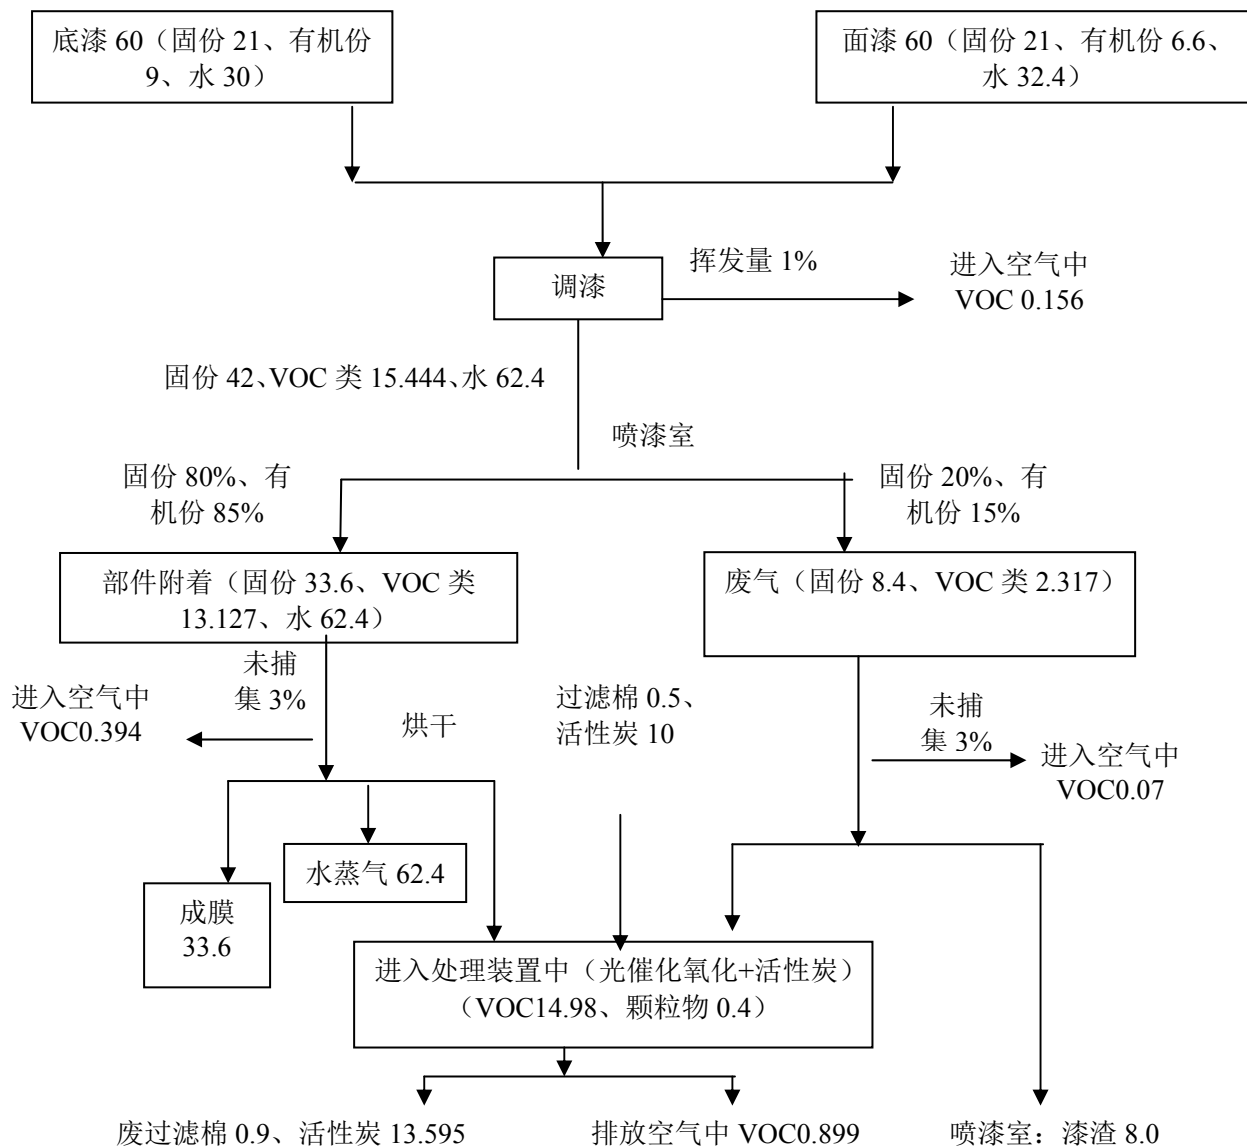 底漆 60（固份 21、有机份
9、水 30）
面漆 60（固份 21、有机份 6.6、
水 32.4）
调漆
挥发量 1%
进入空气中
VOC 0.156
固份 42、VOC 类 15.444、水 62.4
喷漆室
固份 80%、有
机份 85%
固份 20%、有
机份 15%
部件附着（固份 33.6、VOC 类
13.127、水 62.4）
废气（固份 8.4、VOC 类 2.317）
未捕
集 3%
进入空气中
VOC0.394
烘干
过滤棉 0.5、
活性炭 10
未捕
集 3%
进入空气中
VOC0.07
水蒸气 62.4
成膜
33.6
进入处理装置中（光催化氧化+活性炭）
（VOC14.98、颗粒物 0.4）
废过滤棉 0.9、活性炭 13.595
排放空气中 VOC0.899
喷漆室：漆渣 8.0